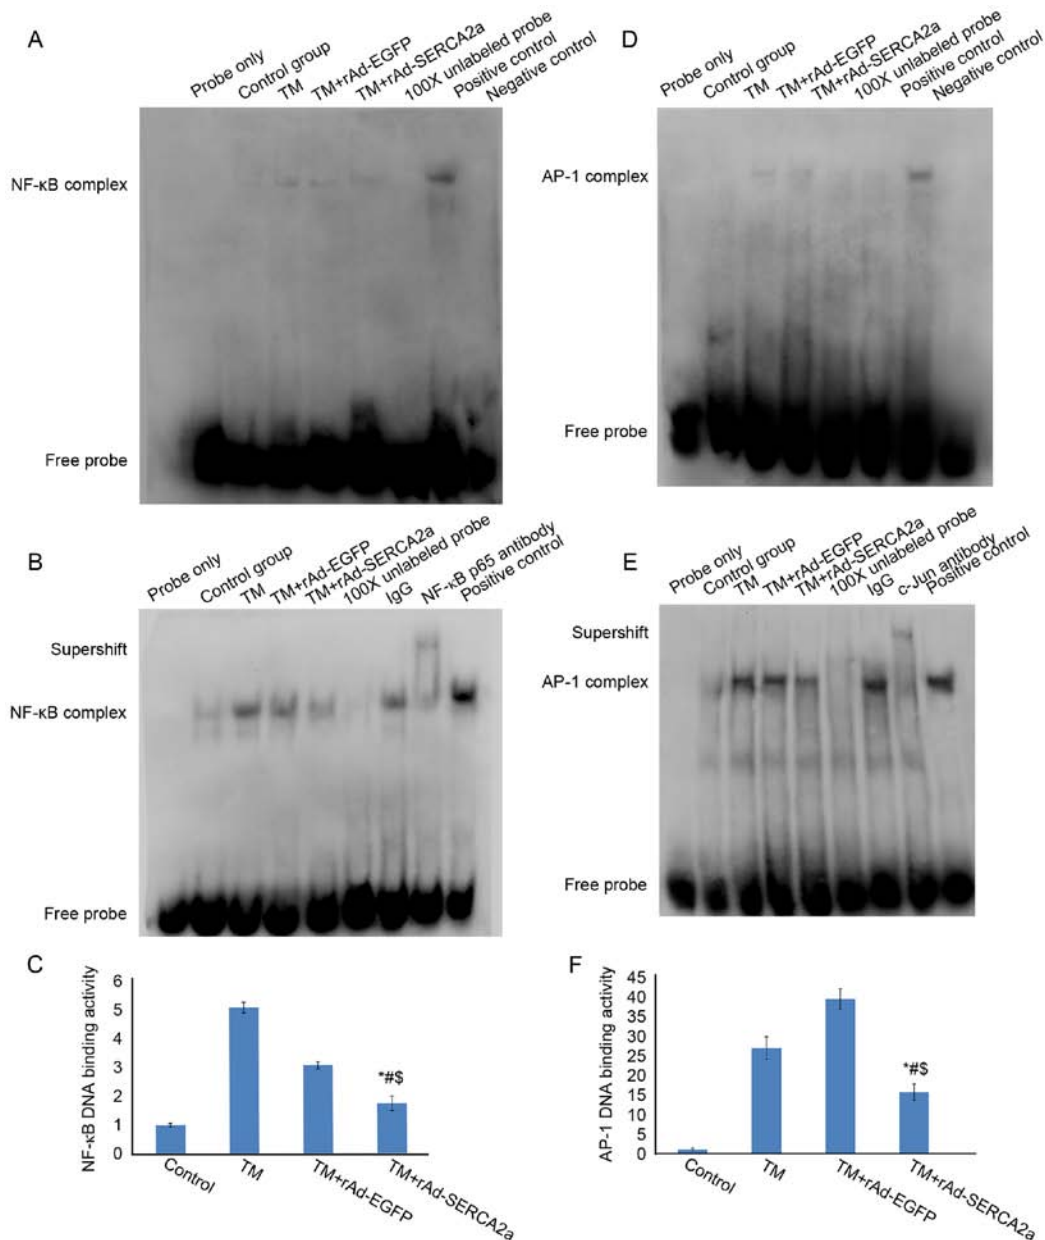 A
Probe only
Control group
TM
TM+rAd-EGFP
TM+rAd-SERCA2a
100X unlabeled probe
Positive control
Negative control
NF-κB complex
Free probe
D
Probe only
Control group
TM
TM+rAd-EGFP
TM+rAd-SERCA2a
100X unlabeled probe
Positive control
Negative control
AP-1 complex
Free probe
B
Probe only
Control group
TM
TM+rAd-EGFP
TM+rAd-SERCA2a
100X unlabeled probe
IgG
NF-κB p65 antibody
Positive control
Supershift
NF-κB complex
Free probe
E
Probe only
Control group
TM
TM+rAd-EGFP
TM+rAd-SERCA2a
100X unlabeled probe
IgG
c-Jun antibody
Positive control
Supershift
AP-1 complex
Free probe
C
NF-κB DNA binding activity
6
5
4
3
2
1
0
*#$
Control
TM
TM+rAd-EGFP
TM+rAd-SERCA2a
F
AP-1 DNA binding activity
45
40
35
30
25
20
15
10
5
0
*#$
Control
TM
TM+rAd-EGFP
TM+rAd-SERCA2a